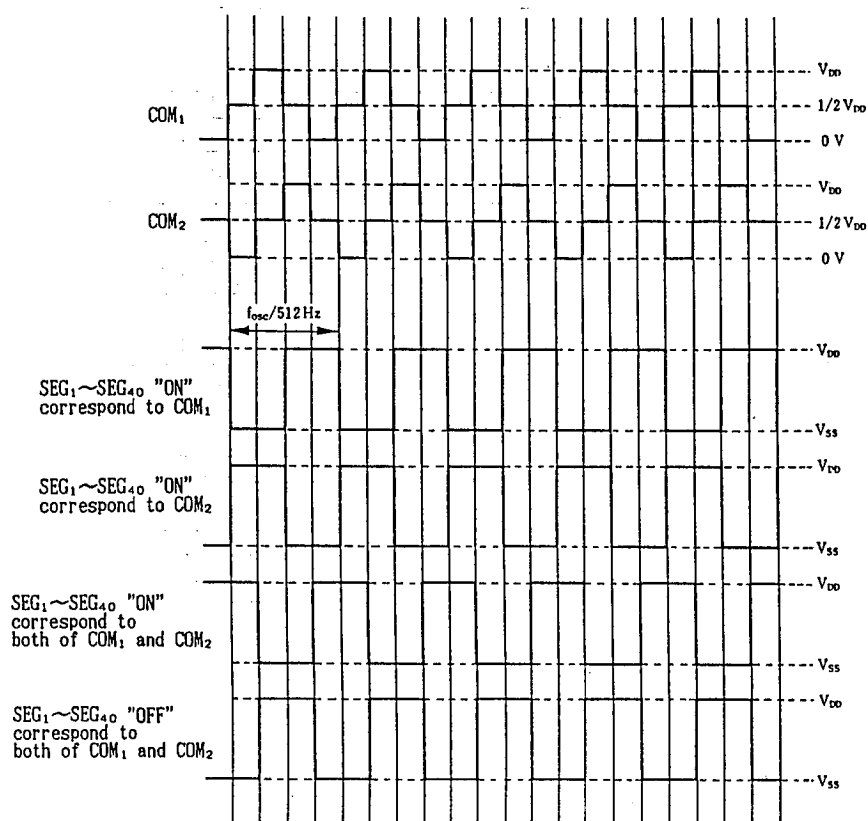 V_DD
COM₁
1/2 V_DD
0 V
V_DD
COM₂
1/2 V_DD
0 V
f_osc/512Hz
V_DD
SEG₁~SEG₄₀ "ON"
correspond to COM₁
V_SS
V_DD
SEG₁~SEG₄₀ "ON"
correspond to COM₂
V_SS
V_DD
SEG₁~SEG₄₀ "ON"
correspond to
both of COM₁ and COM₂
V_SS
V_DD
SEG₁~SEG₄₀ "OFF"
correspond to
both of COM₁ and COM₂
V_SS